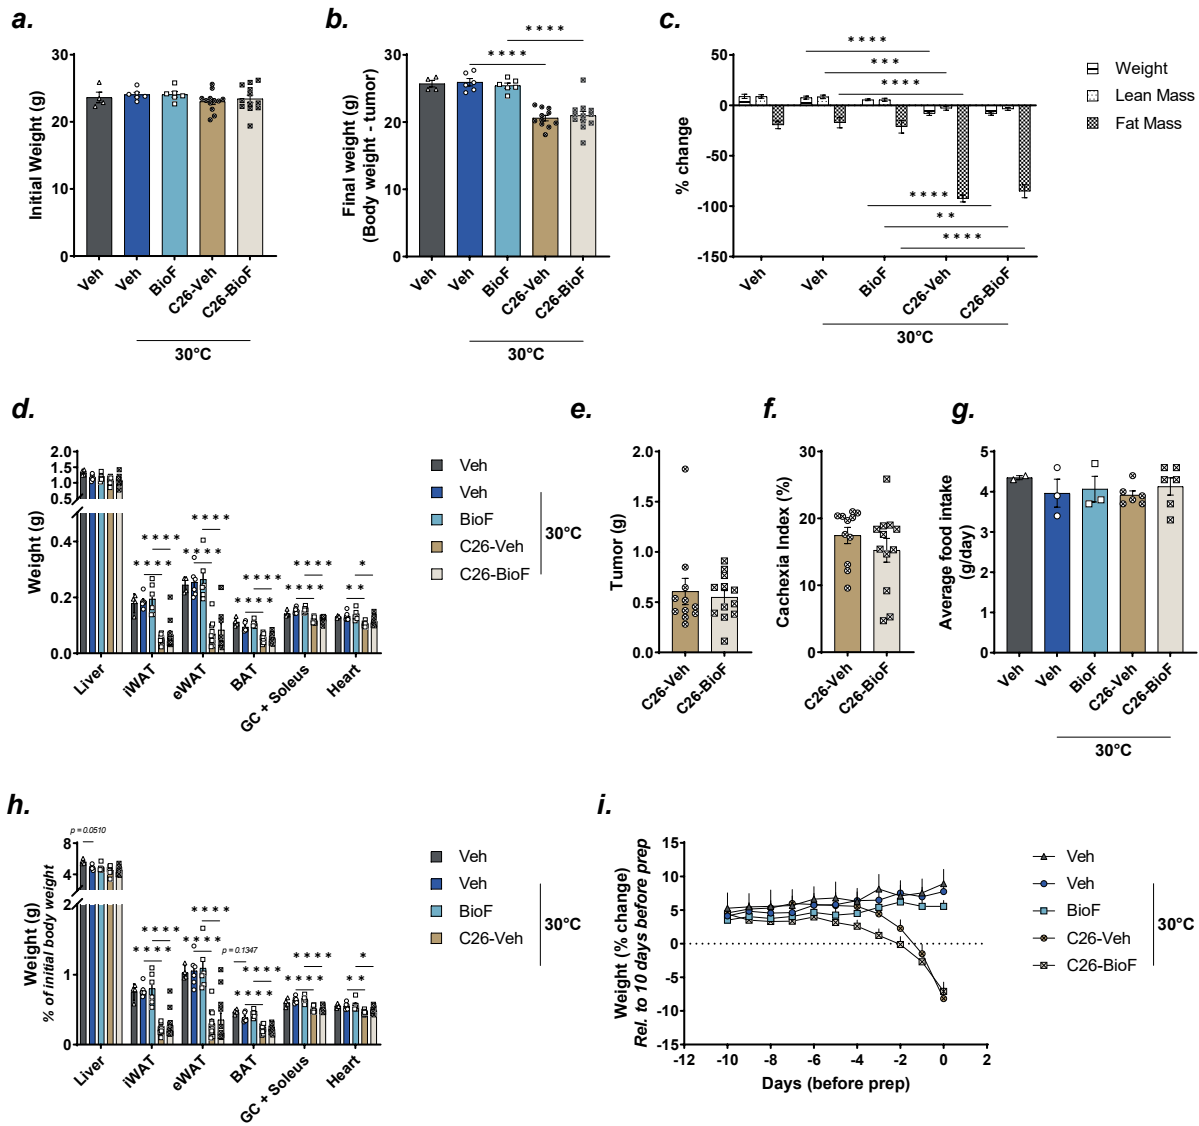 a.
Initial Weight (g)
30
20
10
0
Veh
Veh
BioF
C26-Veh
C26-BioF
30°C
b.
Final weight (g)
(Body weight - tumor)
30
20
10
0
****
****
Veh
Veh
BioF
C26-Veh
C26-BioF
30°C
c.
% change
50
0
-50
-100
-150
****
***
****
****
**
****
Veh
Veh
BioF
C26-Veh
C26-BioF
30°C
Weight
Lean Mass
Fat Mass
d.
Weight (g)
2.0
1.5
1.0
0.5
0.4
0.2
0.0
****
****
****
****
****
****
****
****
*
**
Liver
iWAT
eWAT
BAT
GC + Soleus
Heart
Veh
Veh
BioF
C26-Veh
C26-BioF
30°C
e.
Tumor (g)
2.0
1.5
1.0
0.5
0.0
C26-Veh
C26-BioF
f.
Cachexia Index (%)
30
20
10
0
C26-Veh
C26-BioF
g.
Average food intake
(g/day)
5
4
3
2
1
0
Veh
Veh
BioF
C26-Veh
C26-BioF
30°C
h.
Weight (g)
% of initial body weight
8
4
2
1
0
p = 0.0510
****
****
****
****
p = 0.1347
****
****
****
****
*
**
Liver
iWAT
eWAT
BAT
GC + Soleus
Heart
Veh
Veh
BioF
C26-Veh
30°C
i.
Weight (% change)
Rel. to 10 days before prep
15
10
5
0
-5
-10
-15
-12
-10
-8
-6
-4
-2
0
2
Days (before prep)
Veh
Veh
BioF
C26-Veh
C26-BioF
30°C